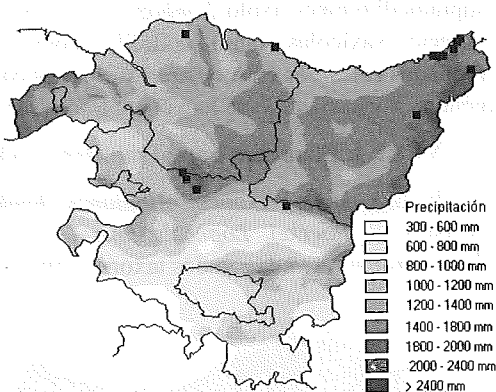 Precipitación
300 - 600 mm
600 - 800 mm
800 - 1000 mm
1000 - 1200 mm
1200 - 1400 mm
1400 - 1800 mm
1800 - 2000 mm
2000 - 2400 mm
> 2400 mm